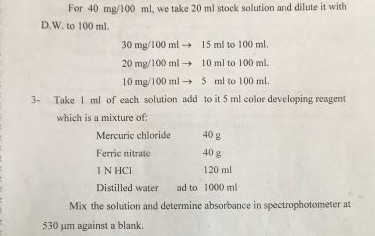 For 40 mg/100 ml, we take 20 ml stock solution and dilute it with
D.W. to 100 ml.
30 mg/100 ml → 15 ml to 100 ml.
20 mg/100 ml → 10 ml to 100 ml.
10 mg/100 ml → 5 ml to 100 ml.
3- Take 1 ml of each solution add to it 5 ml color developing reagent
which is a mixture of:
Mercuric chloride 40 g
Ferric nitrate 40 g
1 N HCl 120 ml
Distilled water ad to 1000 ml
Mix the solution and determine absorbance in spectrophotometer at
530 µm against a blank.